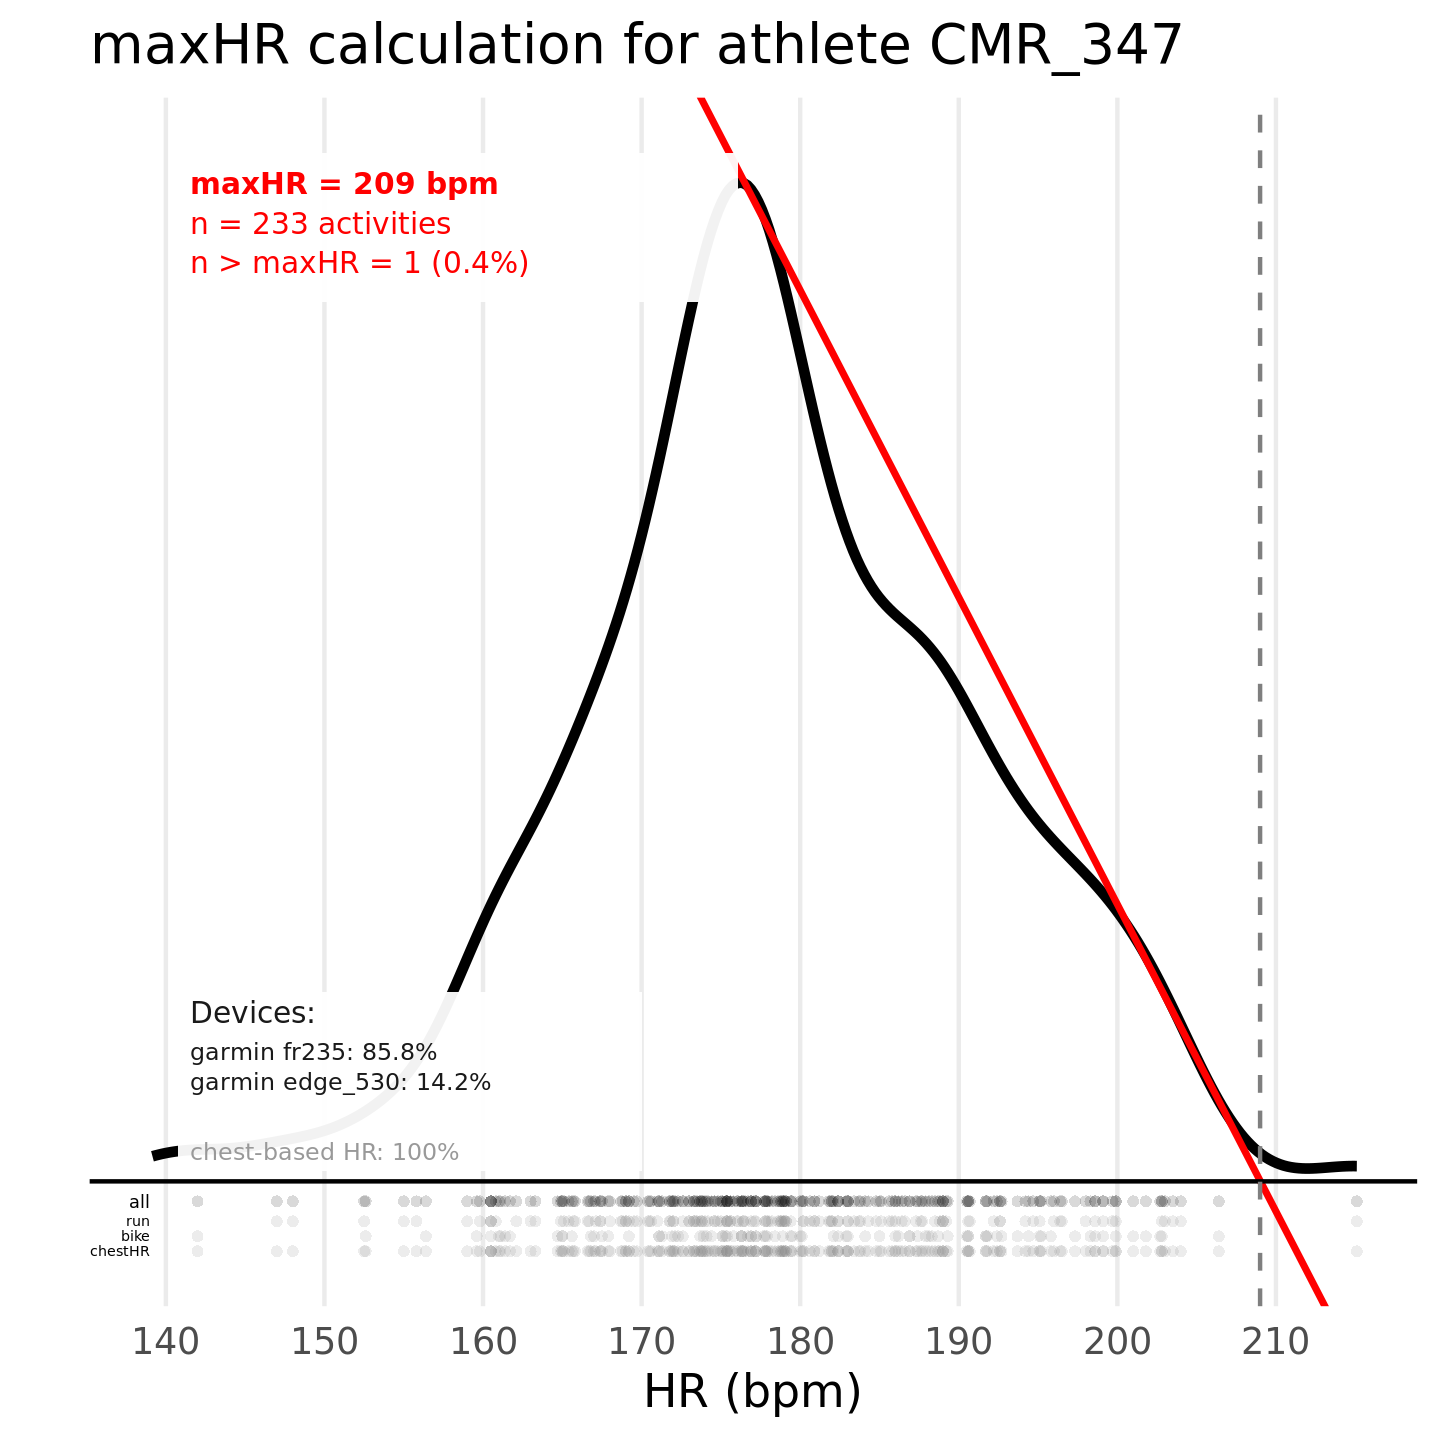 maxHR calculation for athlete CMR_347
maxHR = 209 bpm
n = 233 activities
n > maxHR = 1 (0.4%)
Devices:
garmin fr235: 85.8%
garmin edge_530: 14.2%
chest-based HR: 100%
all
run
bike
chestHR
140 150 160 170 180 190 200 210
HR (bpm)